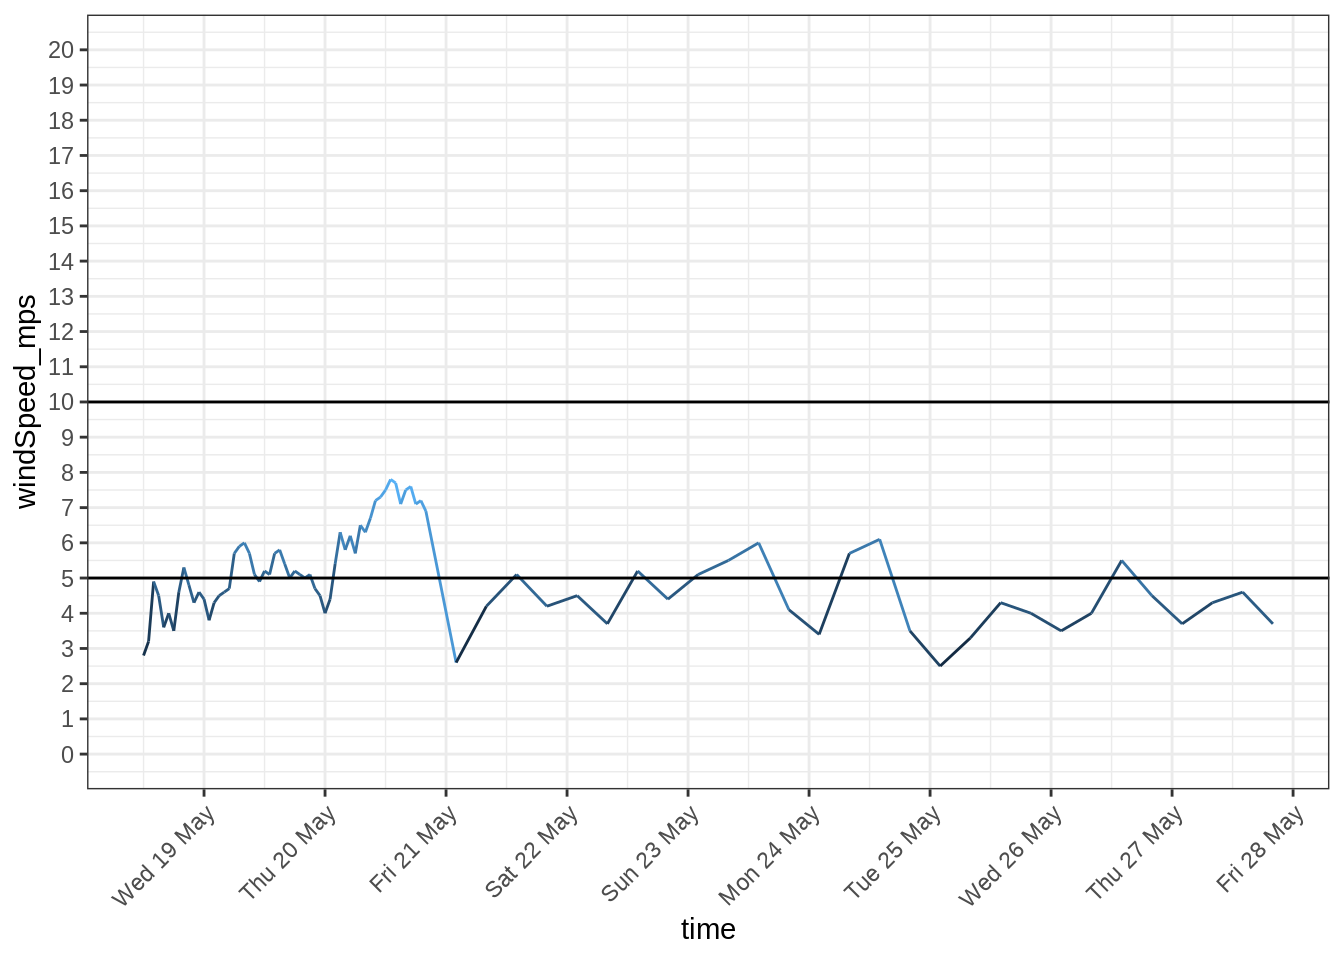 windSpeed_mps
20
19
18
17
16
15
14
13
12
11
10
9
8
7
6
5
4
3
2
1
0
Wed 19 May
Thu 20 May
Fri 21 May
Sat 22 May
Sun 23 May
Mon 24 May
Tue 25 May
Wed 26 May
Thu 27 May
Fri 28 May
time